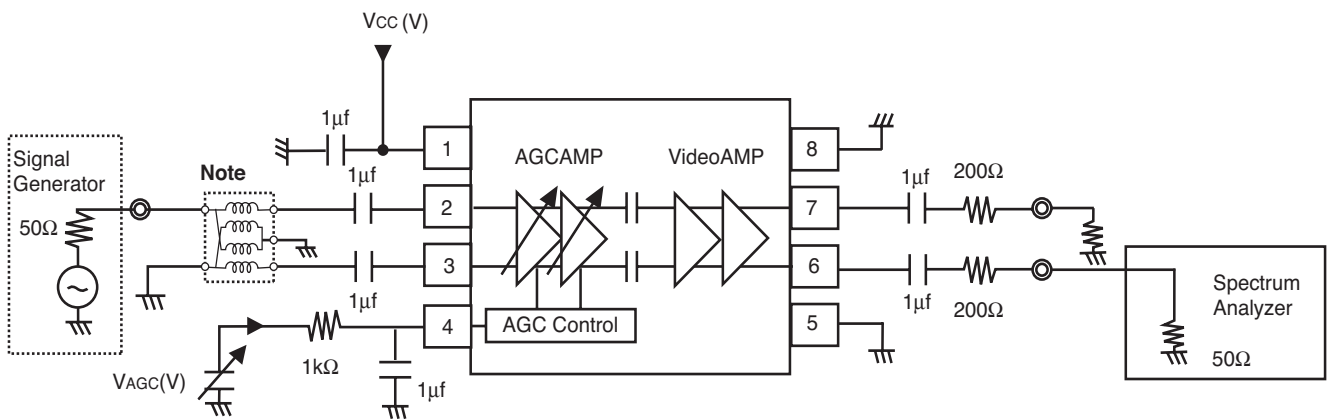 VCC (V)
1μf
Signal
Generator
50Ω
Note
1μf
1μf
VAGC(V)
1kΩ
1μf
1
2
3
4
AGCAMP
VideoAMP
AGC Control
8
7
6
5
1μf
200Ω
1μf
200Ω
Spectrum
Analyzer
50Ω